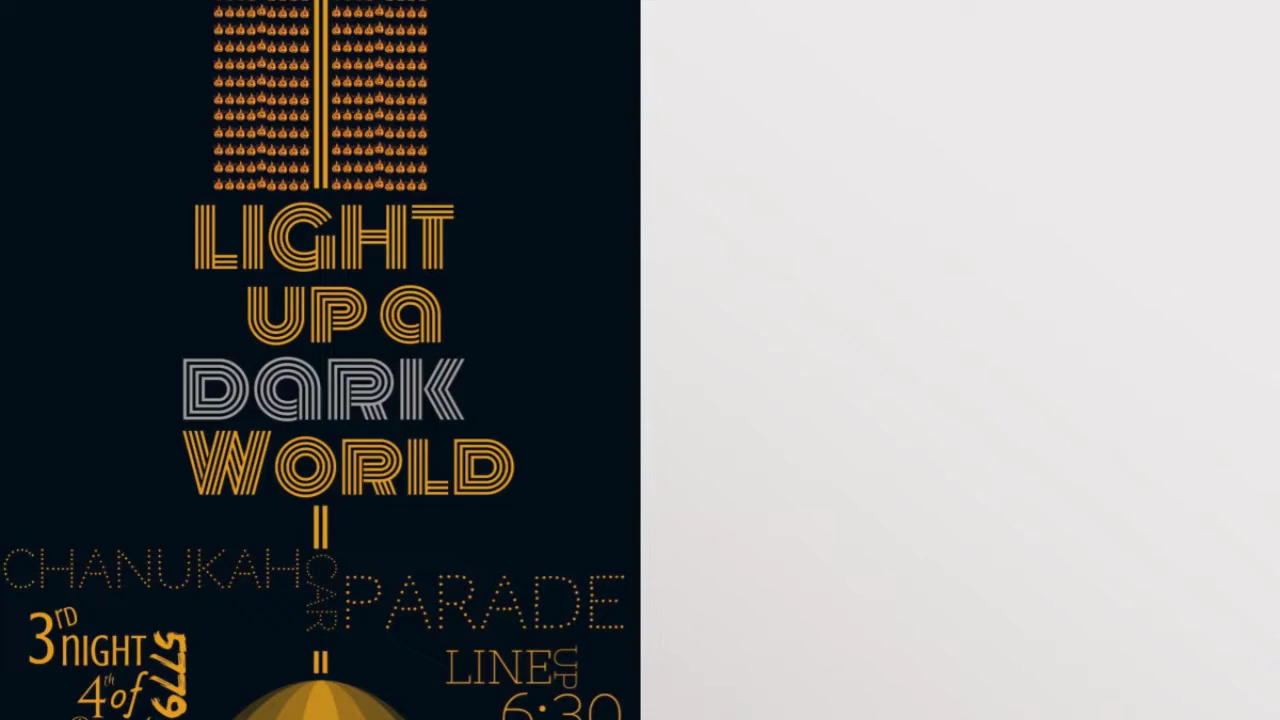 LIGHT
UP a
DaRK
WORLD
CHANUKAH
CAR
PARADE
3rd
NIGHT
5779
4th of
LINE
UP
6:30